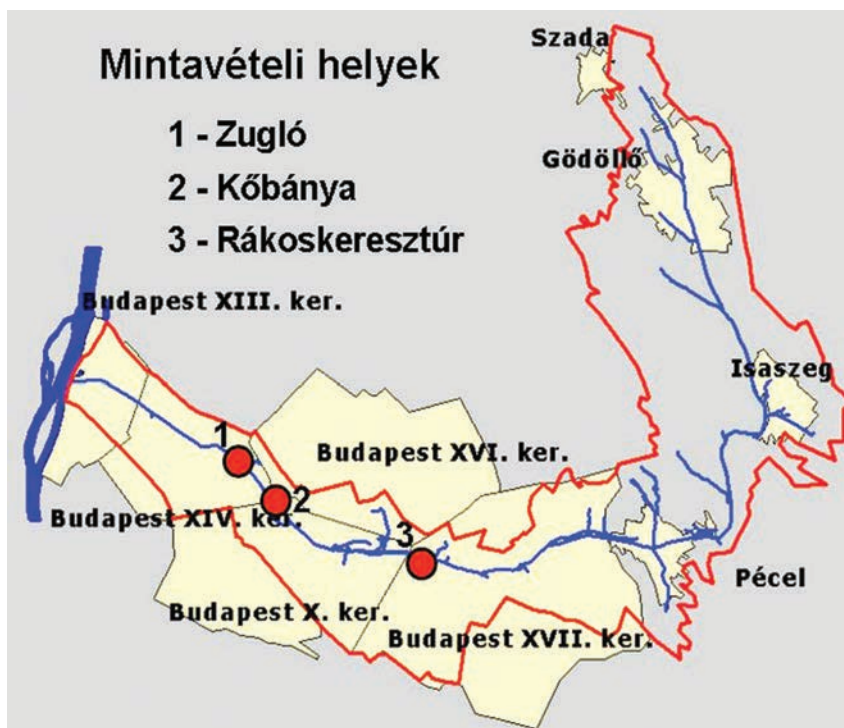 Mintavételi helyek
1 - Zugló
2 - Kőbánya
3 - Rákoskeresztúr
Szada
Gödöllő
Budapest XIII. ker.
Isaszeg
1
Budapest XVI. ker.
2
Budapest XIV. ker.
3
Pécel
Budapest X. ker.
Budapest XVII. ker.